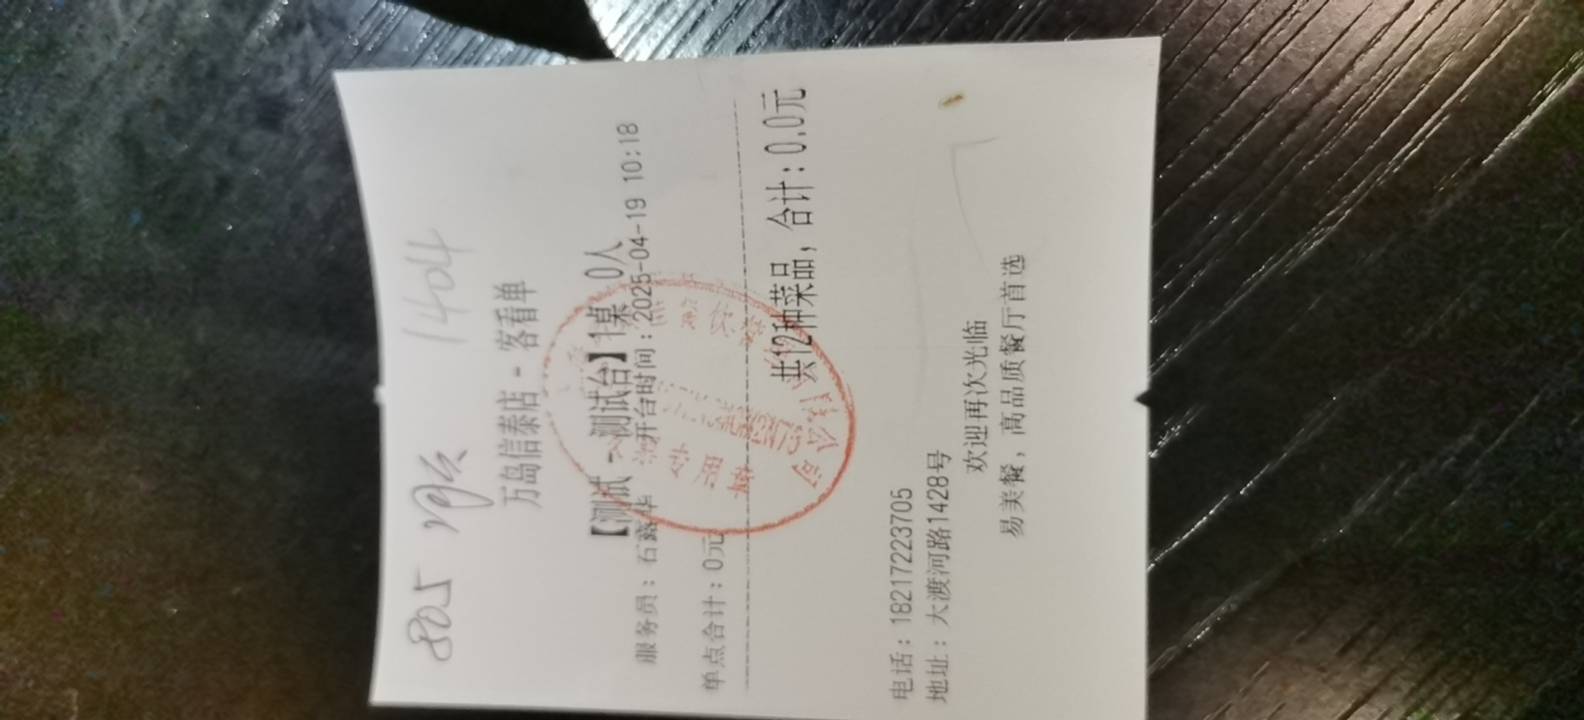 805 1404
万岛信泰店 - 客看单
【测试 - 测试台】1桌 0人
服务员：石蕗华 开台时间：2025-04-19 10:18
单点合计：0元
共12种菜品，合计：0.0元
电话：18217223705
地址：大渡河路1428号
欢迎再次光临
易美餐，高品质餐厅首选
专用章